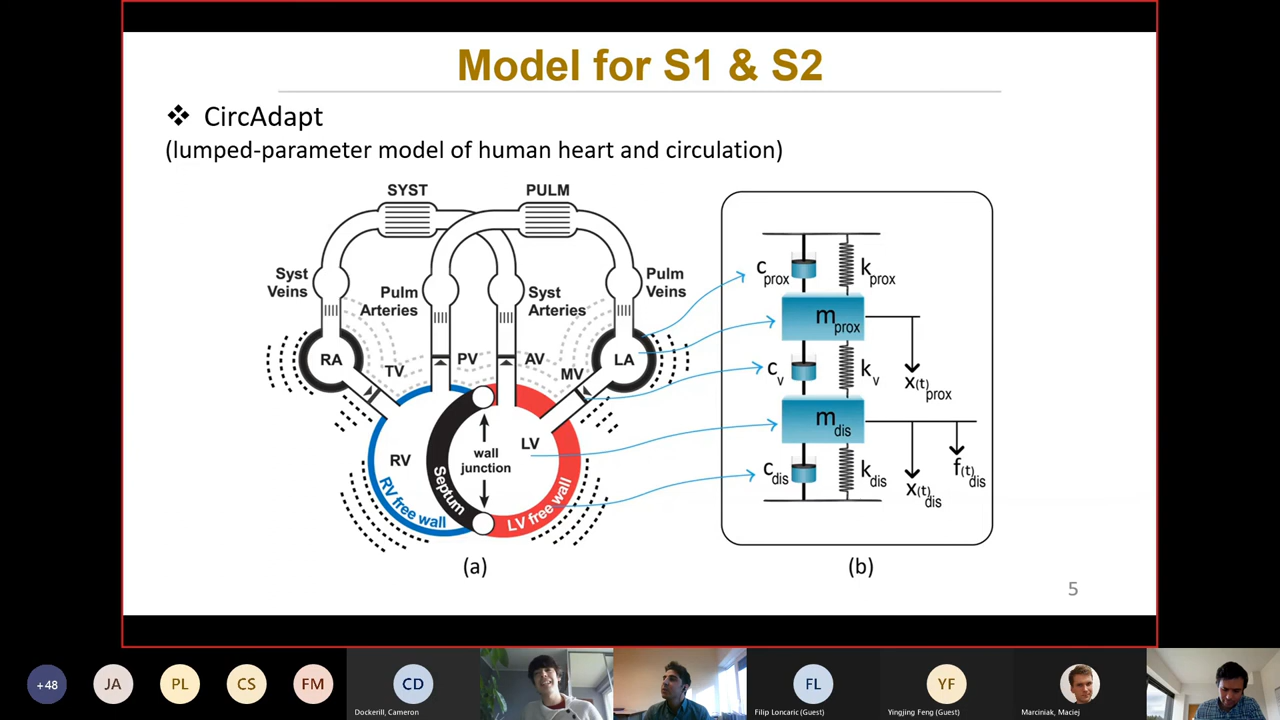 Model for S1 & S2
❖ CircAdapt
(lumped-parameter model of human heart and circulation)
SYST
PULM
Syst
Veins
Pulm
Arteries
Syst
Arteries
Pulm
Veins
RA
TV
PV
AV
MV
LA
RV
LV
wall
junction
Septum
RV free wall
LV free wall
(a)
c prox
k prox
m prox
x(t) prox
c v
k v
m dis
c dis
k dis
x(t) dis
f(t) dis
(b)
5
+48
JA
PL
CS
FM
CD
Dockerill, Cameron
FL
Filip Loncaric (Guest)
YF
Yingjing Feng (Guest)
Marciniak, Maciej